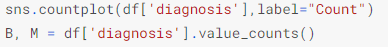 sns.countplot(df['diagnosis'],label="Count")
B, M = df['diagnosis'].value_counts()